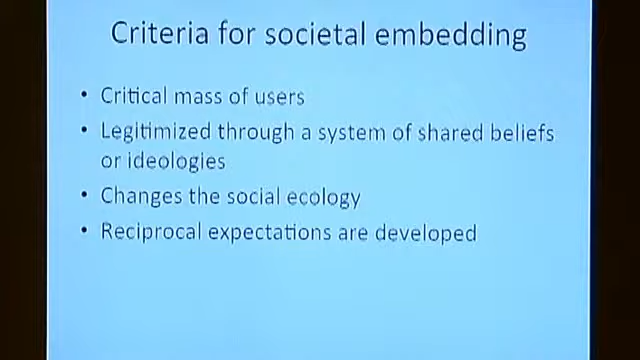 Criteria for societal embedding
• Critical mass of users
• Legitimized through a system of shared beliefs
or ideologies
• Changes the social ecology
• Reciprocal expectations are developed